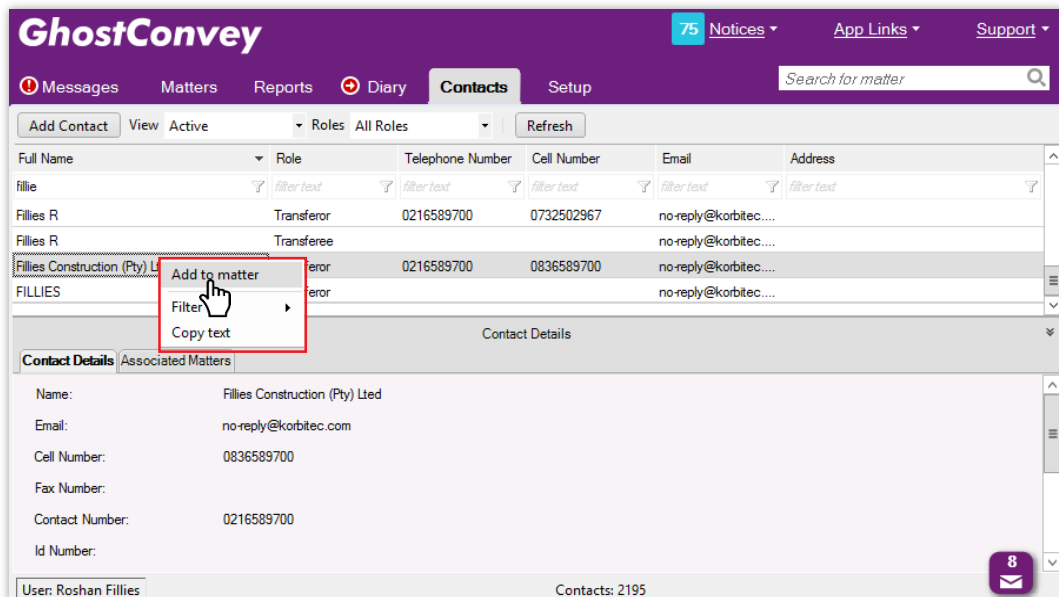 GhostConvey
75 Notices App Links Support
Messages Matters Reports Diary Contacts Setup
Search for matter
Add Contact View Active Roles All Roles Refresh
Full Name Role Telephone Number Cell Number Email Address
fillie filter text filter text filter text filter text filter text
Fillies R Transferor 0216589700 0732502967 no-reply@korbitec....
Fillies R Transferee no-reply@korbitec....
Fillies Construction (Pty) Lt feror 0216589700 0836589700 no-reply@korbitec....
FILLIES feror no-reply@korbitec....
Add to matter
Filter
Copy text
Contact Details
Contact Details Associated Matters
Name: Fillies Construction (Pty) Lted
Email: no-reply@korbitec.com
Cell Number: 0836589700
Fax Number:
Contact Number: 0216589700
Id Number:
8
User: Roshan Fillies Contacts: 2195